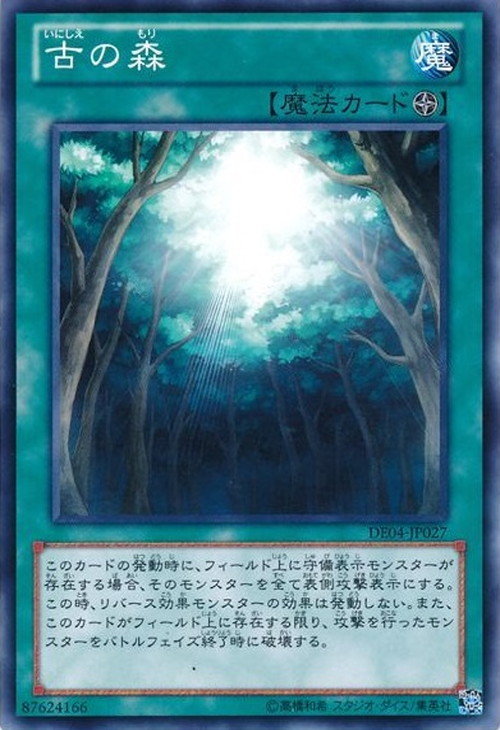 古の森
魔
【魔法カード】
DE04-JP027
このカードの発動時に、フィールド上に守備表示モンスターが
存在する場合、そのモンスターを全て表側攻撃表示にする。
この時、リバース効果モンスターの効果は発動しない。また、
このカードがフィールド上に存在する限り、攻撃を行ったモン
スターをバトルフェイズ終了時に破壊する。
87624166
©高橋和希 スタジオ・ダイス/集英社